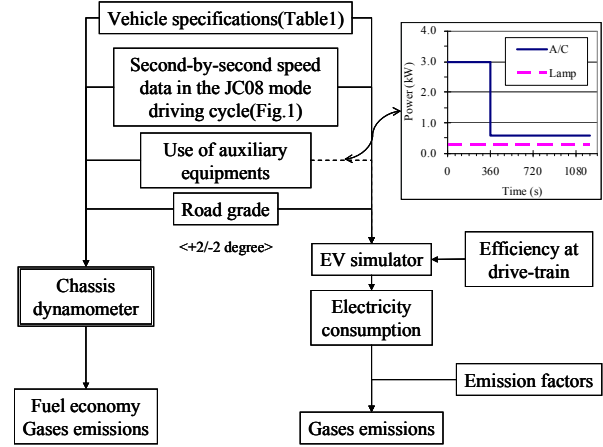 Vehicle specifications(Table1)
Second-by-second speed
data in the JC08 mode
driving cycle(Fig.1)
Use of auxiliary
equipments
Road grade
<+2/-2 degree>
Chassis
dynamometer
Fuel economy
Gases emissions
EV simulator
Efficiency at
drive-train
Electricity
consumption
Emission factors
Gases emissions
Power (kW)
4.0
3.0
2.0
1.0
0.0
0 360 720 1080
Time (s)
A/C
Lamp